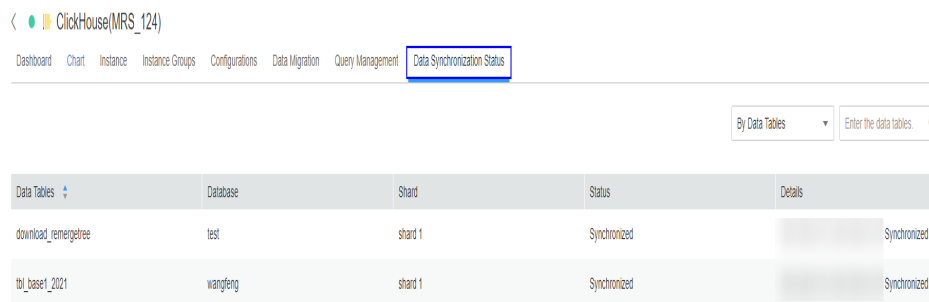 ClickHouse(MRS_124)
Dashboard Chart Instance Instance Groups Configurations Data Migration Query Management Data Synchronization Status
By Data Tables Enter the data tables.
Data Tables Database Shard Status Details
download_remergetree test shard 1 Synchronized Synchronized
tbl_base1_2021 wangfeng shard 1 Synchronized Synchronized